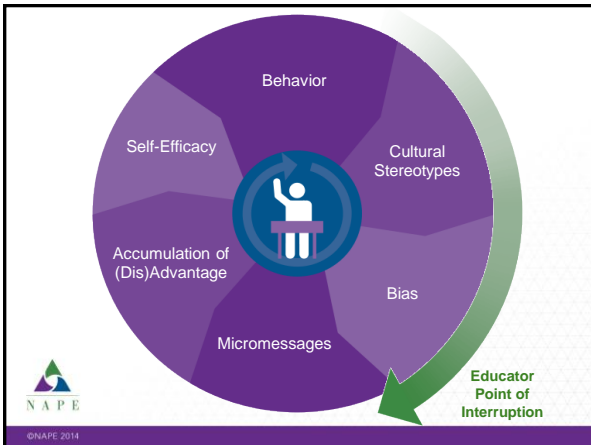 Behavior
Cultural
Stereotypes
Bias
Micromessages
Accumulation of
(Dis)Advantage
Self-Efficacy
Educator
Point of
Interruption
NAPE
©NAPE 2014